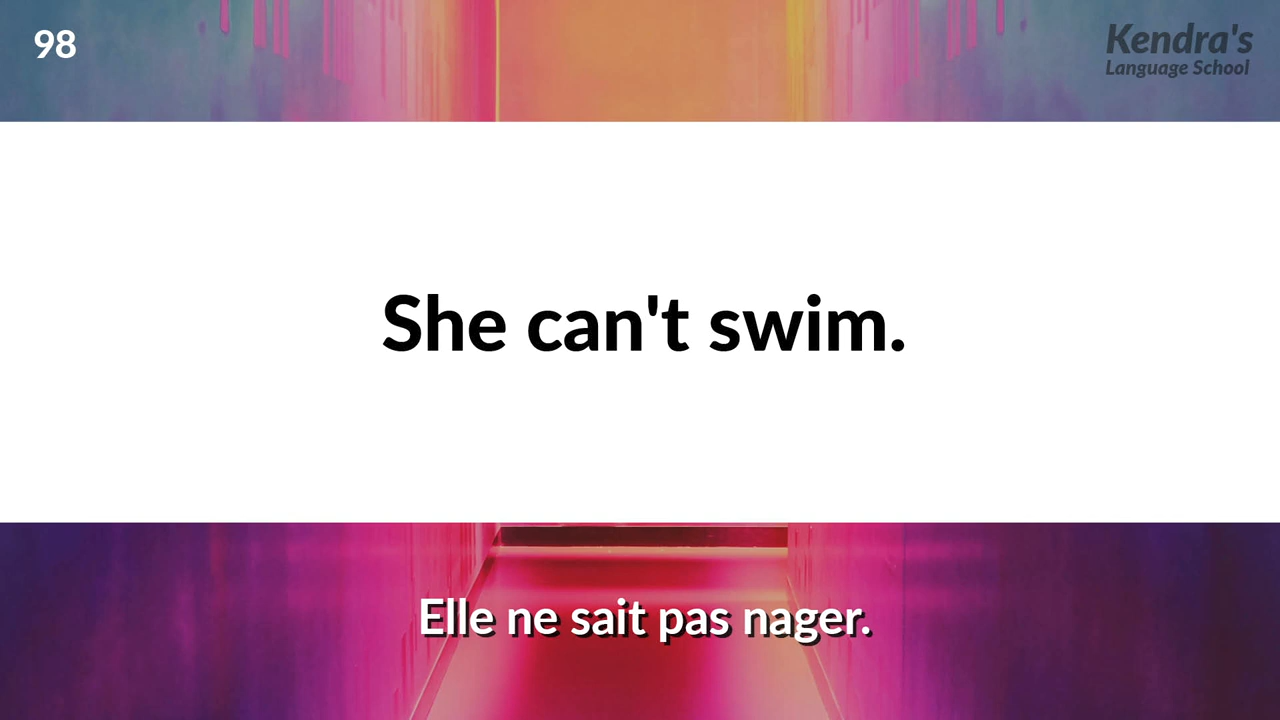 98
Kendra's
Language School
She can't swim.
Elle ne sait pas nager.